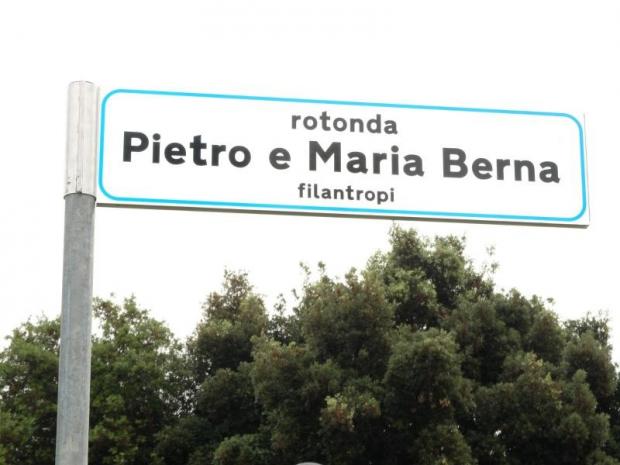 rotonda
Pietro e Maria Berna
filantropi